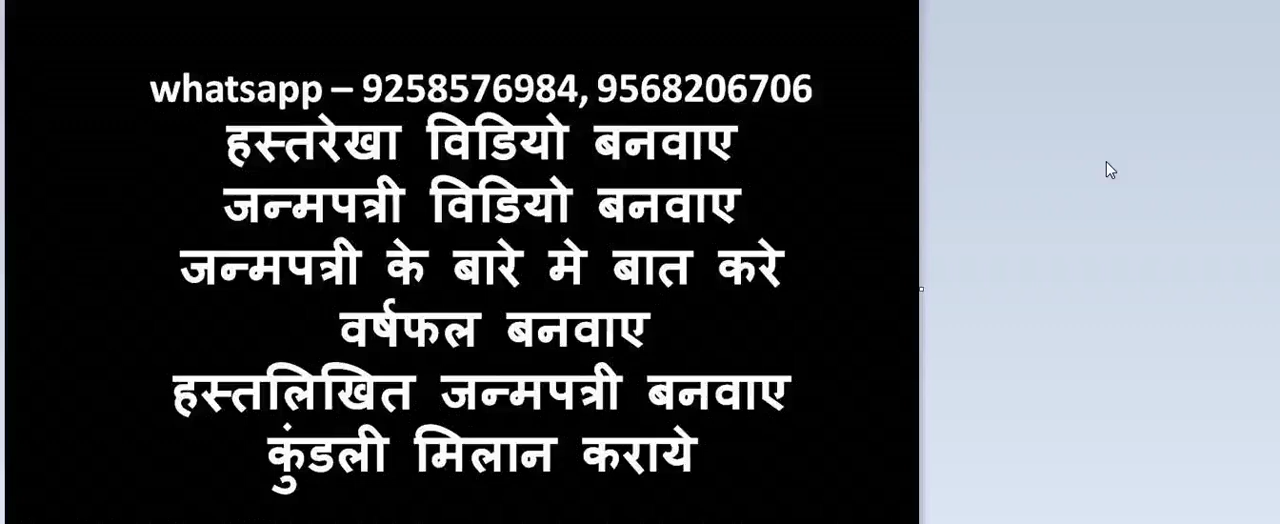 whatsapp – 9258576984, 9568206706
हस्तरेखा विडियो बनवाए
जन्मपत्री विडियो बनवाए
जन्मपत्री के बारे मे बात करे
वर्षफल बनवाए
हस्तलिखित जन्मपत्री बनवाए
कुंडली मिलान कराये